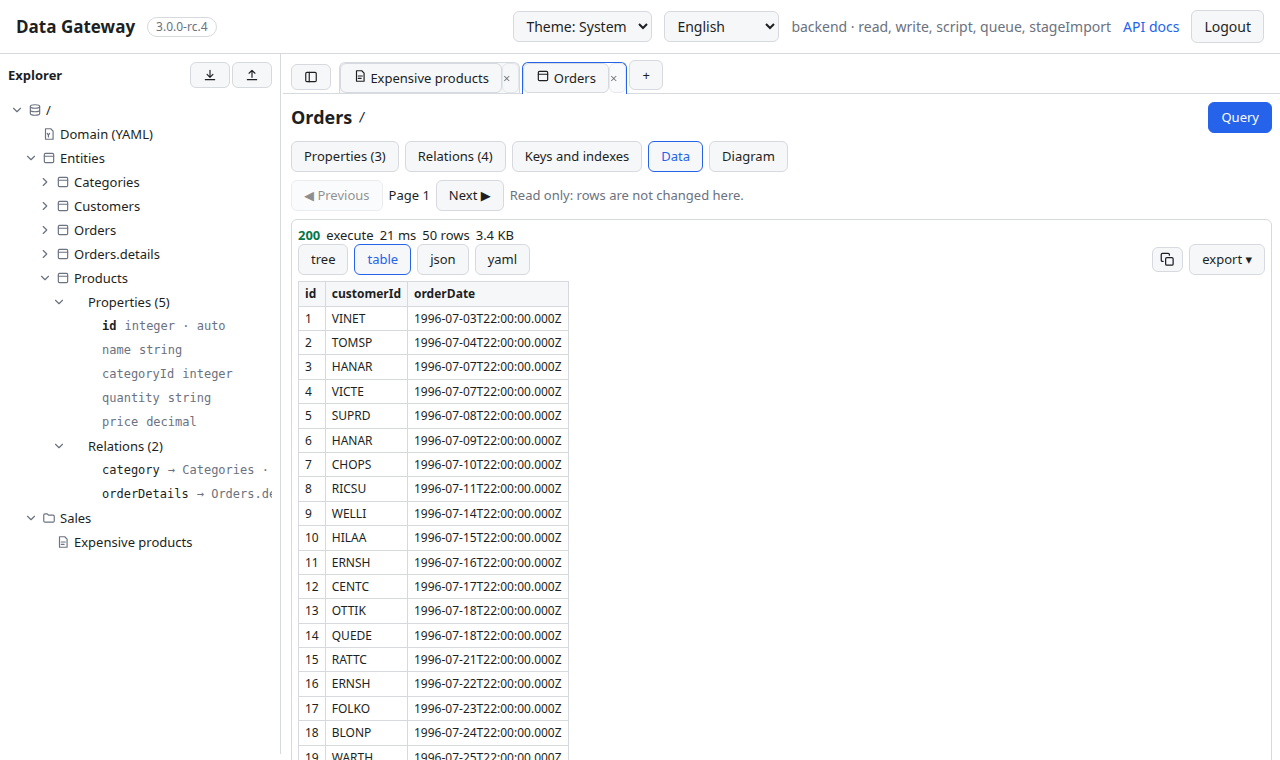 Data Gateway 3.0.0-rc.4 Theme: System English backend · read, write, script, queue, stageImport API docs Logout
Explorer
/
Domain (YAML)
Entities
Categories
Customers
Orders
Orders.details
Products
Properties (5)
id integer · auto
name string
categoryId integer
quantity string
price decimal
Relations (2)
category → Categories ·
orderDetails → Orders.de
Sales
Expensive products
Expensive products × Orders × +
Orders / Query
Properties (3) Relations (4) Keys and indexes Data Diagram
◀ Previous Page 1 Next ▶ Read only: rows are not changed here.
200 execute 21 ms 50 rows 3.4 KB
tree table json yaml export ▾
id customerId orderDate
1 VINET 1996-07-03T22:00:00.000Z
2 TOMSP 1996-07-04T22:00:00.000Z
3 HANAR 1996-07-07T22:00:00.000Z
4 VICTE 1996-07-07T22:00:00.000Z
5 SUPRD 1996-07-08T22:00:00.000Z
6 HANAR 1996-07-09T22:00:00.000Z
7 CHOPS 1996-07-10T22:00:00.000Z
8 RICSU 1996-07-11T22:00:00.000Z
9 WELLI 1996-07-14T22:00:00.000Z
10 HILAA 1996-07-15T22:00:00.000Z
11 ERNSH 1996-07-16T22:00:00.000Z
12 CENTC 1996-07-17T22:00:00.000Z
13 OTTIK 1996-07-18T22:00:00.000Z
14 QUEDE 1996-07-18T22:00:00.000Z
15 RATTC 1996-07-21T22:00:00.000Z
16 ERNSH 1996-07-22T22:00:00.000Z
17 FOLKO 1996-07-23T22:00:00.000Z
18 BLONP 1996-07-24T22:00:00.000Z
19 WARTH 1996-07-25T22:00:00.000Z